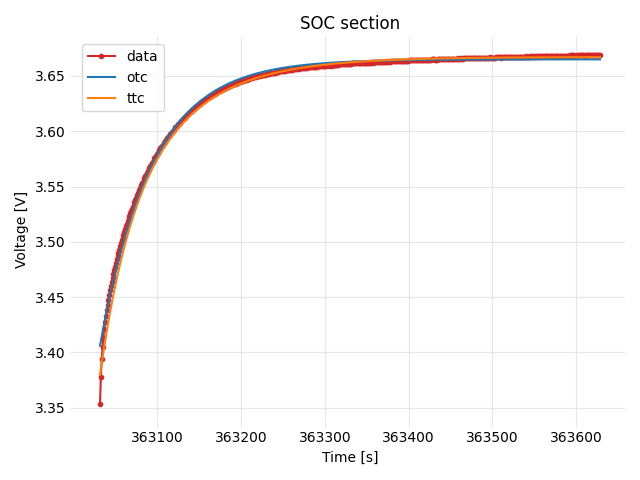 SOC section
data
otc
ttc
Voltage [V]
3.65
3.60
3.55
3.50
3.45
3.40
3.35
363100 363200 363300 363400 363500 363600
Time [s]